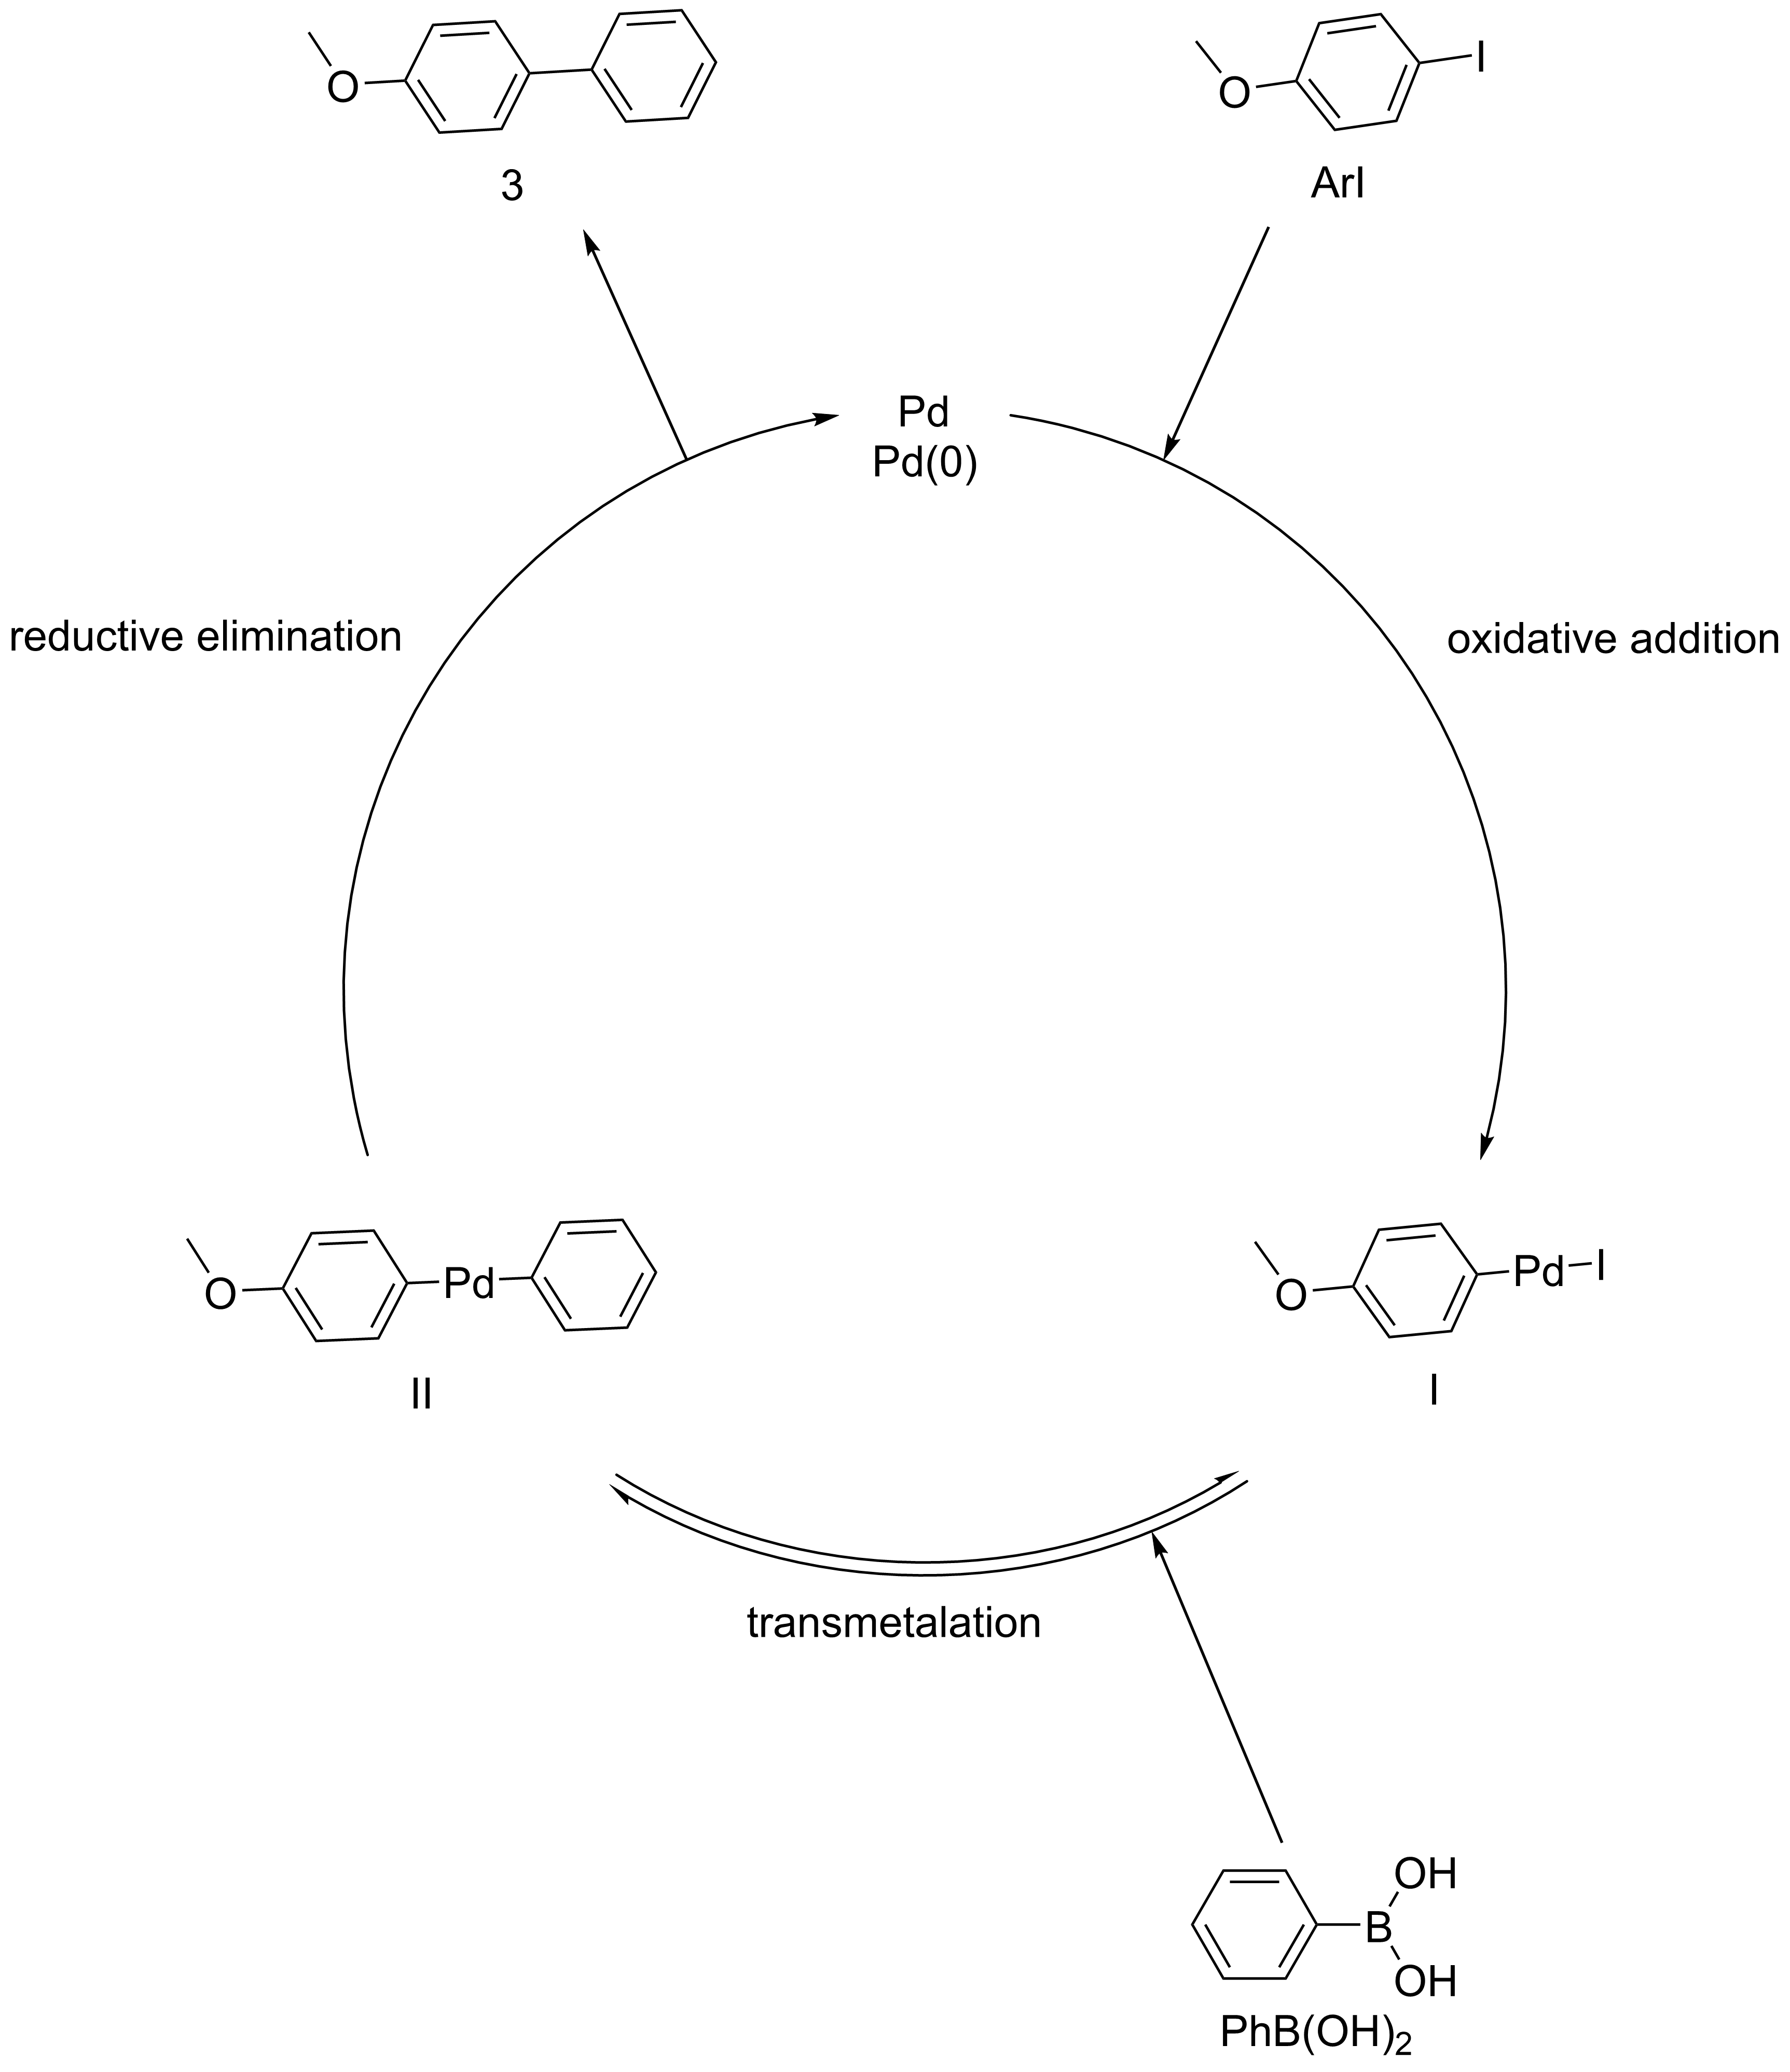 O
3
O
I
ArI
Pd
Pd(0)
reductive elimination
oxidative addition
O
Pd
II
O
Pd
I
I
transmetalation
OH
B
OH
PhB(OH)2